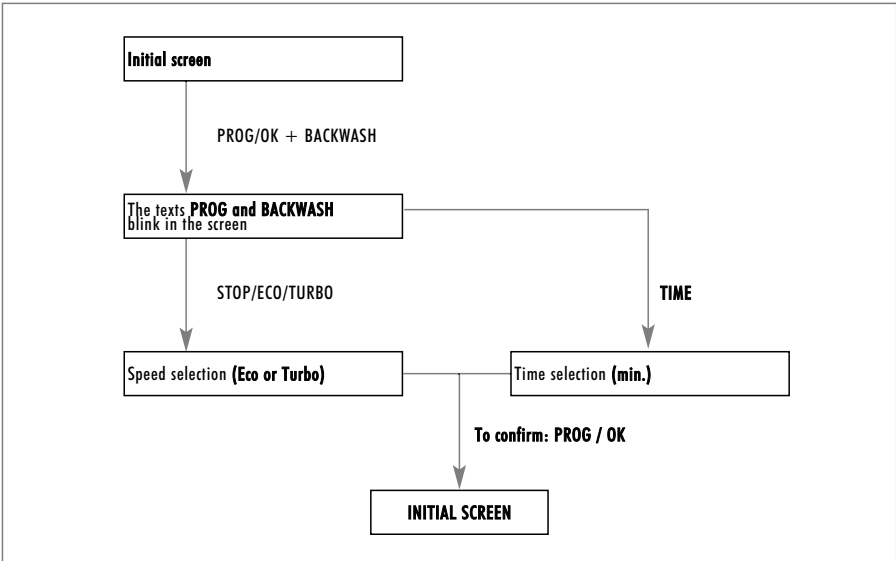 Initial screen
PROG/OK + BACKWASH
The texts PROG and BACKWASH
blink in the screen
STOP/ECO/TURBO
TIME
Speed selection (Eco or Turbo)
Time selection (min.)
To confirm: PROG / OK
INITIAL SCREEN